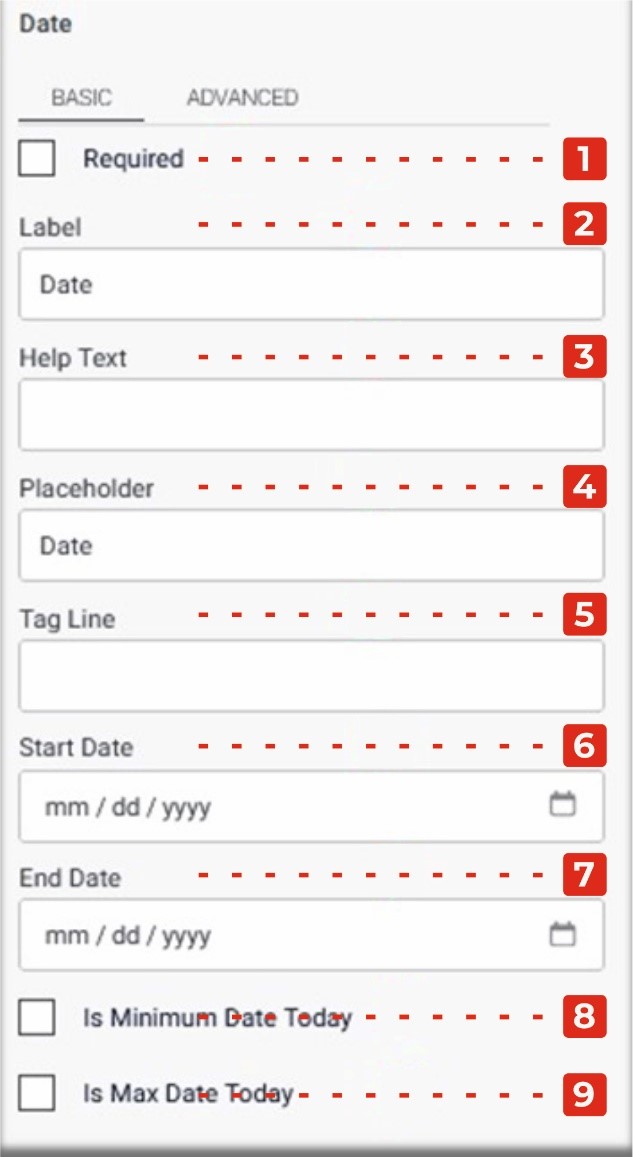 Date
BASIC ADVANCED
Required 1
Label 2
Date
Help Text 3
Placeholder 4
Date
Tag Line 5
Start Date 6
mm / dd / yyyy
End Date 7
mm / dd / yyyy
Is Minimum Date Today 8
Is Max Date Today 9